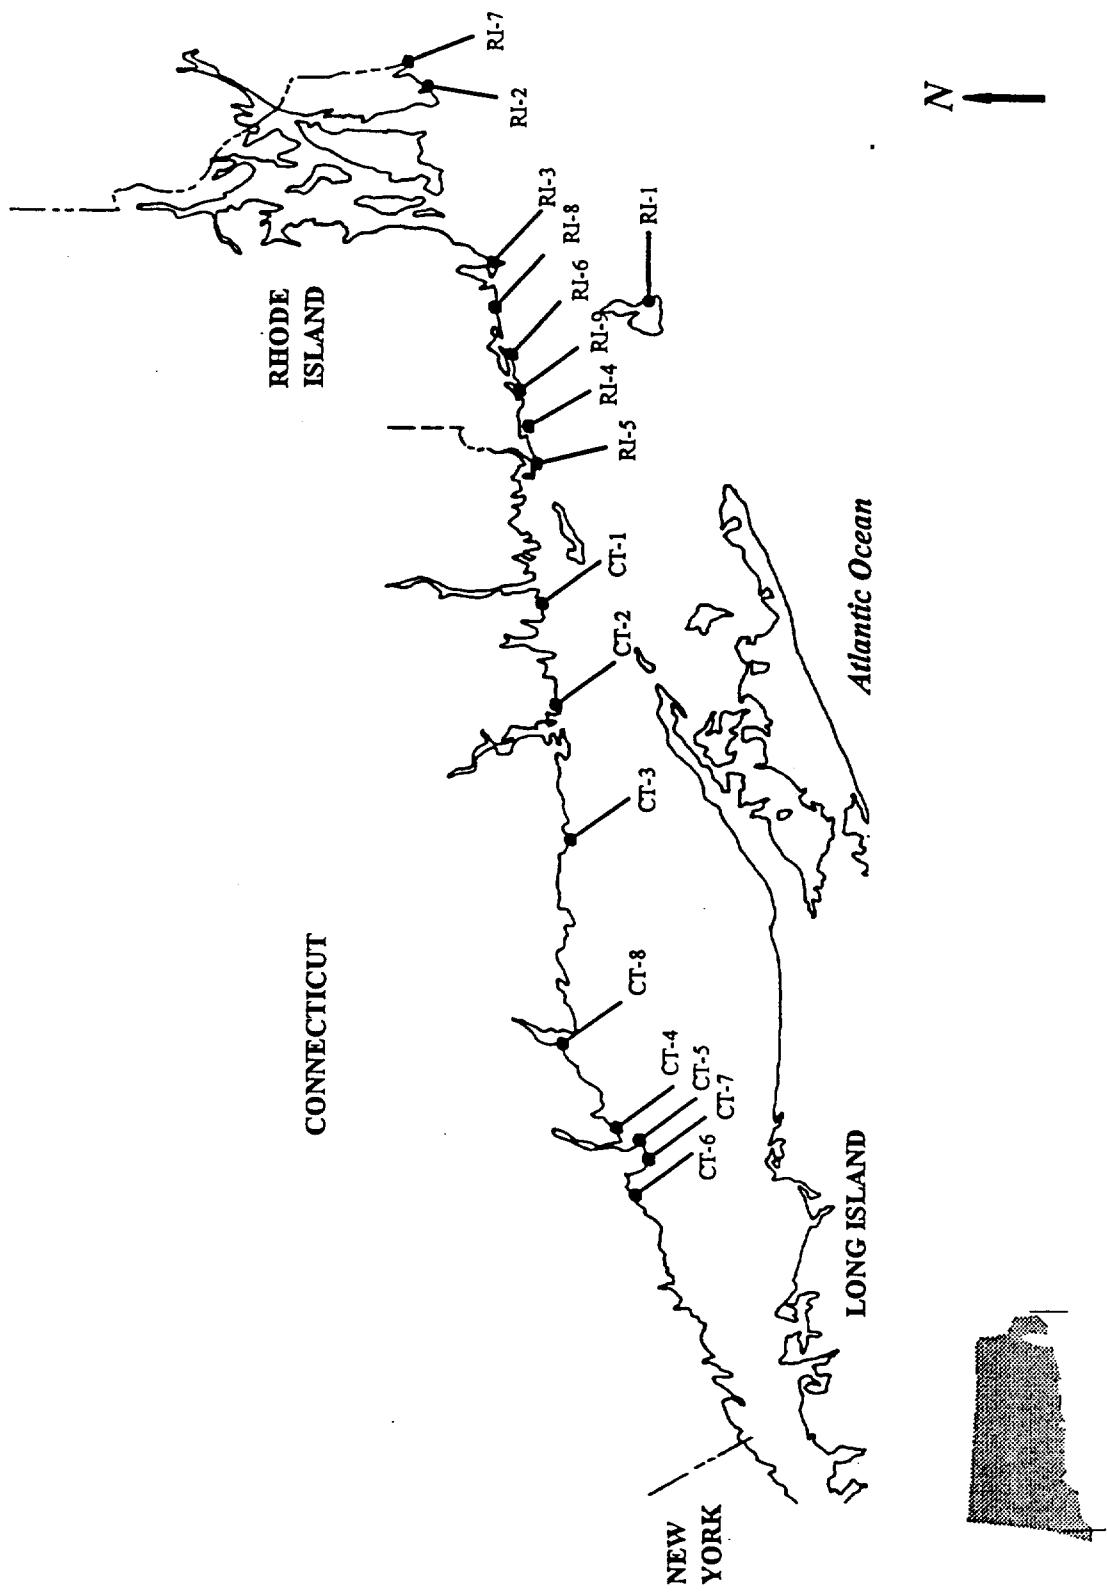 RI-7
RI-2
N
RHODE
ISLAND
RI-3
RI-8
RI-6
RI-1
RI-9
RI-4
RI-5
CT-1
CT-2
Atlantic Ocean
CT-3
CONNECTICUT
CT-8
CT-4
CT-5
CT-7
CT-6
LONG ISLAND
NEW
YORK